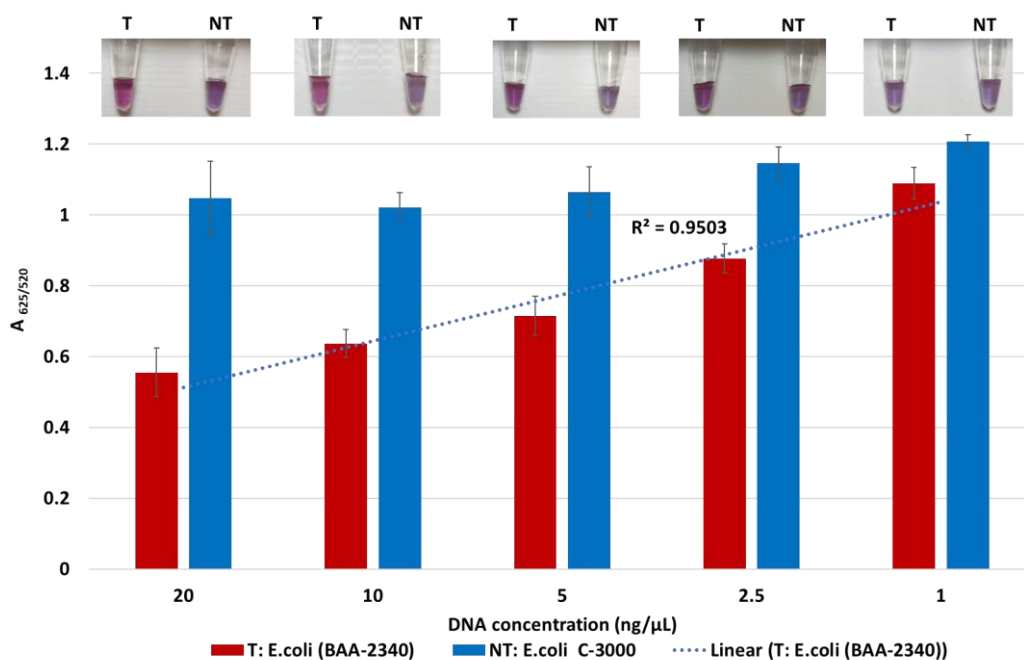 T NT T NT T NT T NT T NT
1.4
1.2
1
0.8
0.6
0.4
0.2
0
A 625/520
R² = 0.9503
20 10 5 2.5 1
DNA concentration (ng/µL)
T: E.coli (BAA-2340) NT: E.coli C-3000 Linear (T: E.coli (BAA-2340))